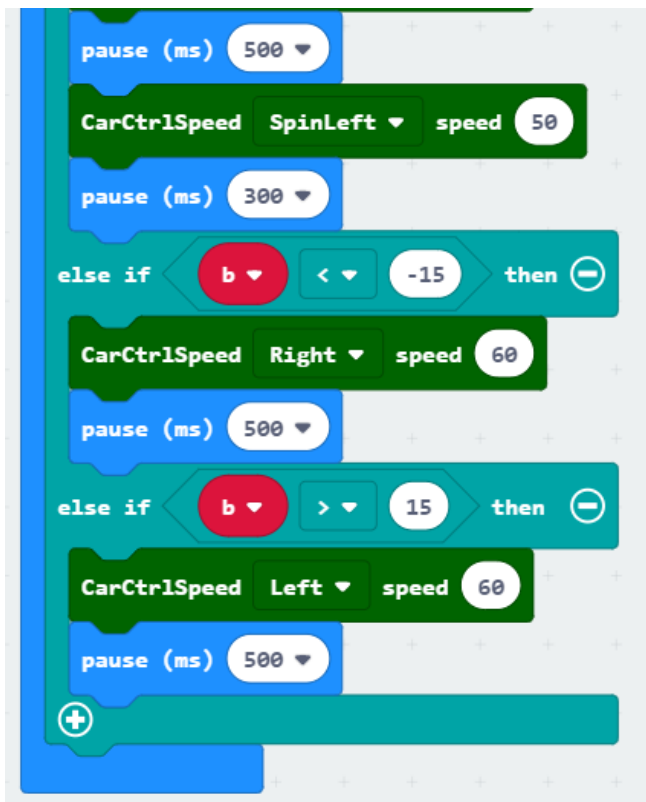 pause (ms) 500
CarCtrlSpeed SpinLeft speed 50
pause (ms) 300
else if b < -15 then
CarCtrlSpeed Right speed 60
pause (ms) 500
else if b > 15 then
CarCtrlSpeed Left speed 60
pause (ms) 500